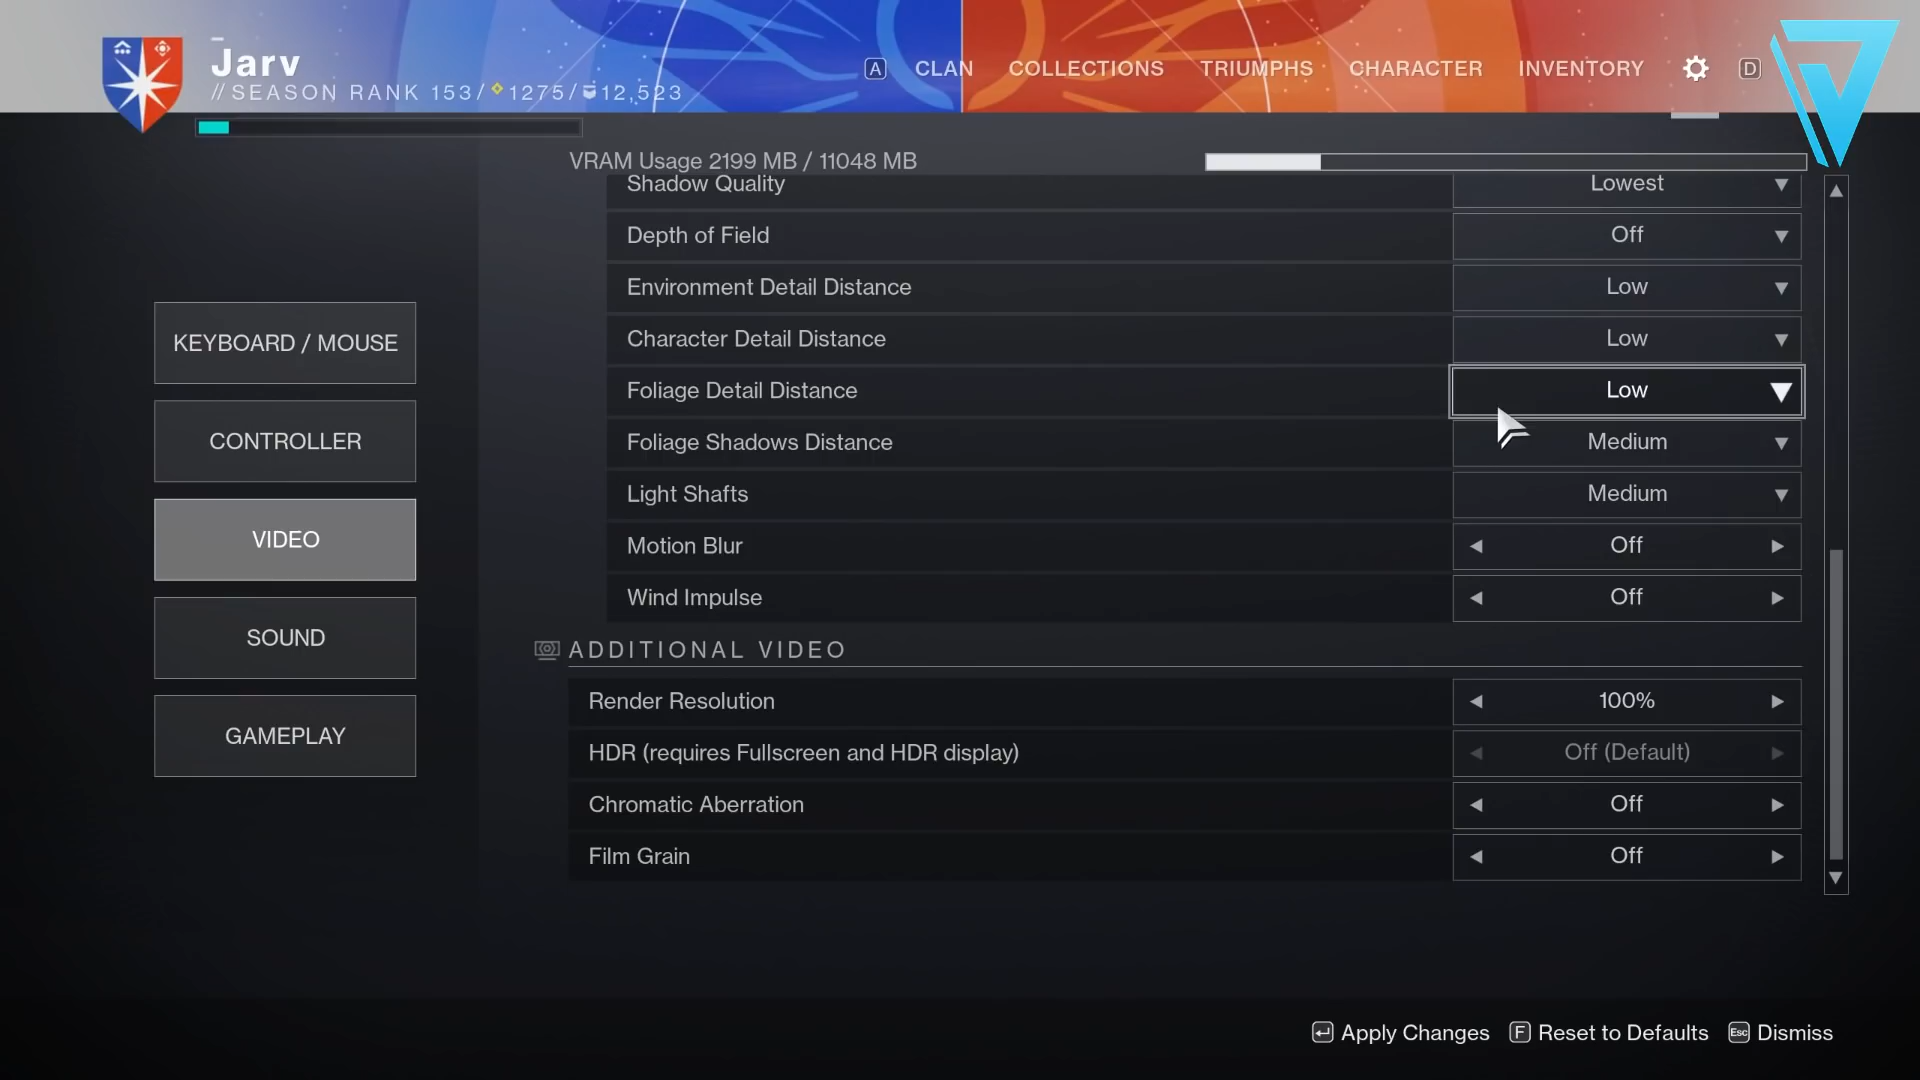 Jarv
//SEASON RANK 153/1275/12,523
A CLAN COLLECTIONS TRIUMPHS CHARACTER INVENTORY D
VRAM Usage 2199 MB / 11048 MB
Shadow Quality Lowest
Depth of Field Off
Environment Detail Distance Low
Character Detail Distance Low
Foliage Detail Distance Low
Foliage Shadows Distance Medium
Light Shafts Medium
Motion Blur Off
Wind Impulse Off
ADDITIONAL VIDEO
Render Resolution 100%
HDR (requires Fullscreen and HDR display) Off (Default)
Chromatic Aberration Off
Film Grain Off
KEYBOARD / MOUSE
CONTROLLER
VIDEO
SOUND
GAMEPLAY
Apply Changes F Reset to Defaults Esc Dismiss